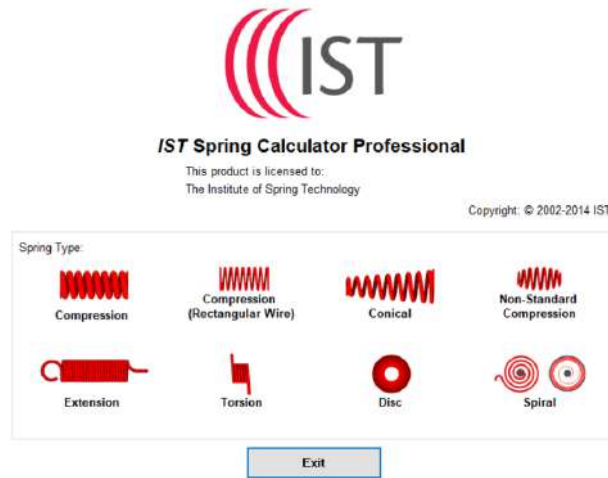 IST
IST Spring Calculator Professional
This product is licensed to:
The Institute of Spring Technology
Copyright: © 2002-2014 IST
Spring Type:
Compression
Compression
(Rectangular Wire)
Conical
Non-Standard
Compression
Extension
Torsion
Disc
Spiral
Exit